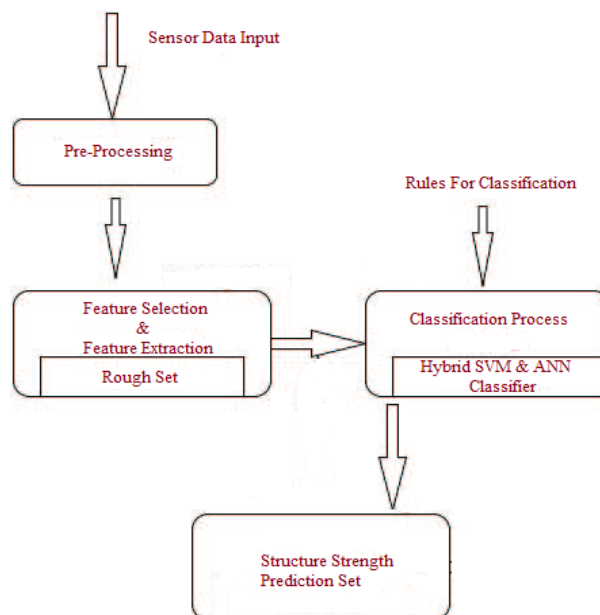 Sensor Data Input
Pre-Processing
Rules For Classification
Feature Selection
&
Feature Extraction
Rough Set
Classification Process
Hybrid SVM & ANN
Classifier
Structure Strength
Prediction Set